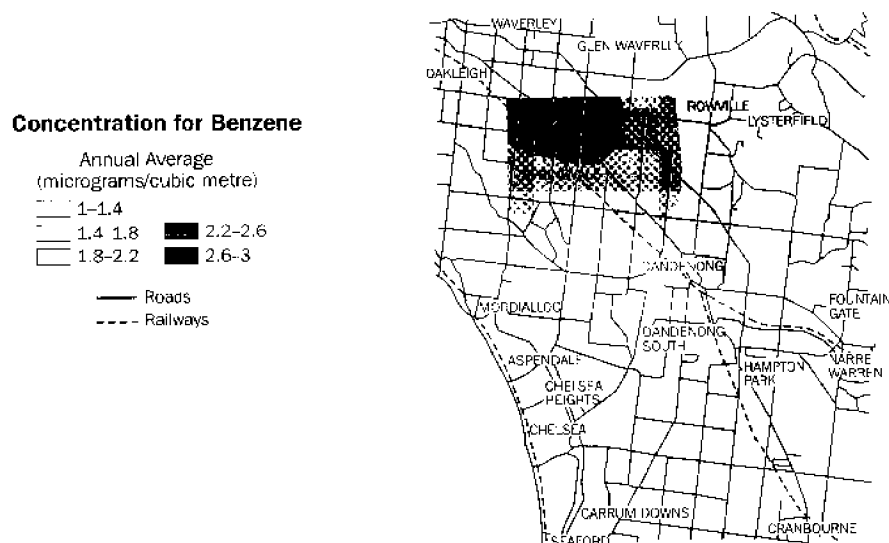 Concentration for Benzene
Annual Average
(micrograms/cubic metre)
1–1.4
1.4 1.8
1.8–2.2
2.2–2.6
2.6–3
Roads
Railways
WAVERLEY
GLEN WAVERLEY
OAKLEIGH
ROWVILLE
LYSTERFIELD
DANDENONG
MORDIALLOC
FOUNTAIN
GATE
DANDENONG
SOUTH
NARRE
WARREN
ASPENDALE
HAMPTON
PARK
CHELSEA
HEIGHTS
CHELSEA
CARRUM DOWNS
CRANBOURNE
SEAFORD